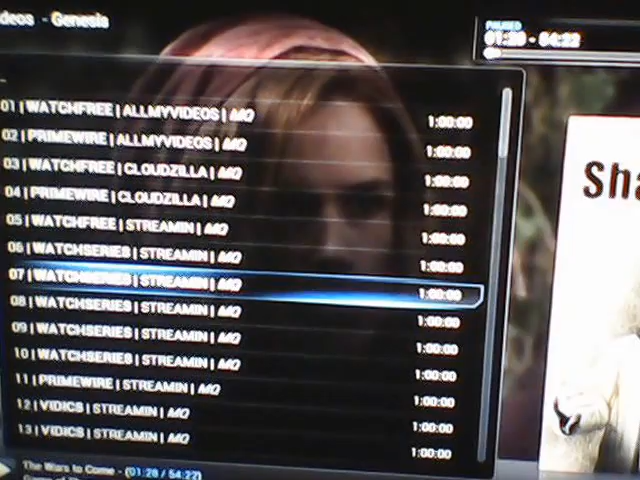 deos - Genesis
PAUSED
01:28 - 54:22
01 | WATCHFREE | ALLMYVIDEOS | MQ 1:00:00
02 | PRIMEWIRE | ALLMYVIDEOS | MQ 1:00:00
03 | WATCHFREE | CLOUDZILLA | MQ 1:00:00
04 | PRIMEWIRE | CLOUDZILLA | MQ 1:00:00
05 | WATCHFREE | STREAMIN | MQ 1:00:00
06 | WATCHSERIES | STREAMIN | MQ 1:00:00
07 | WATCHSERIES | STREAMIN | MQ 1:00:00
08 | WATCHSERIES | STREAMIN | MQ 1:00:00
09 | WATCHSERIES | STREAMIN | MQ 1:00:00
10 | WATCHSERIES | STREAMIN | MQ 1:00:00
11 | PRIMEWIRE | STREAMIN | MQ 1:00:00
12 | VIDICS | STREAMIN | MQ 1:00:00
13 | VIDICS | STREAMIN | MQ 1:00:00
Sha
The Wars to Come - (01:28 / 54:22)